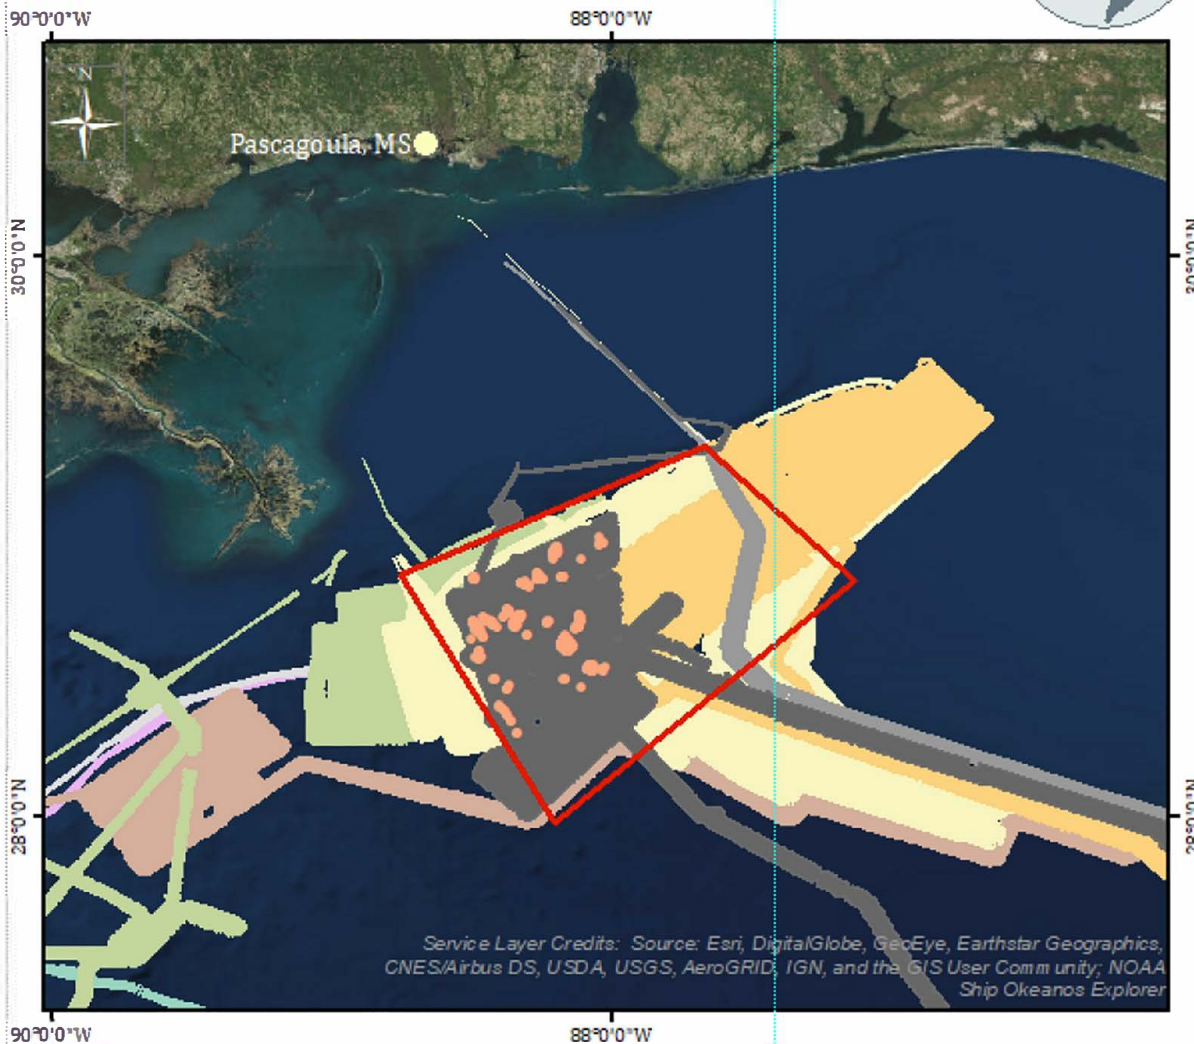 90°0'0"W
88°0'0"W
N
Pascagoula, MS
30°0'0"N
30°0'0"N
28°0'0"N
28°0'0"N
Service Layer Credits: Source: Esri, DigitalGlobe, GeoEye, Earthstar Geographics,
CNES/Airbus DS, USDA, USGS, AeroGRID, IGN, and the GIS User Community; NOAA
Ship Okeanos Explorer
90°0'0"W
88°0'0"W